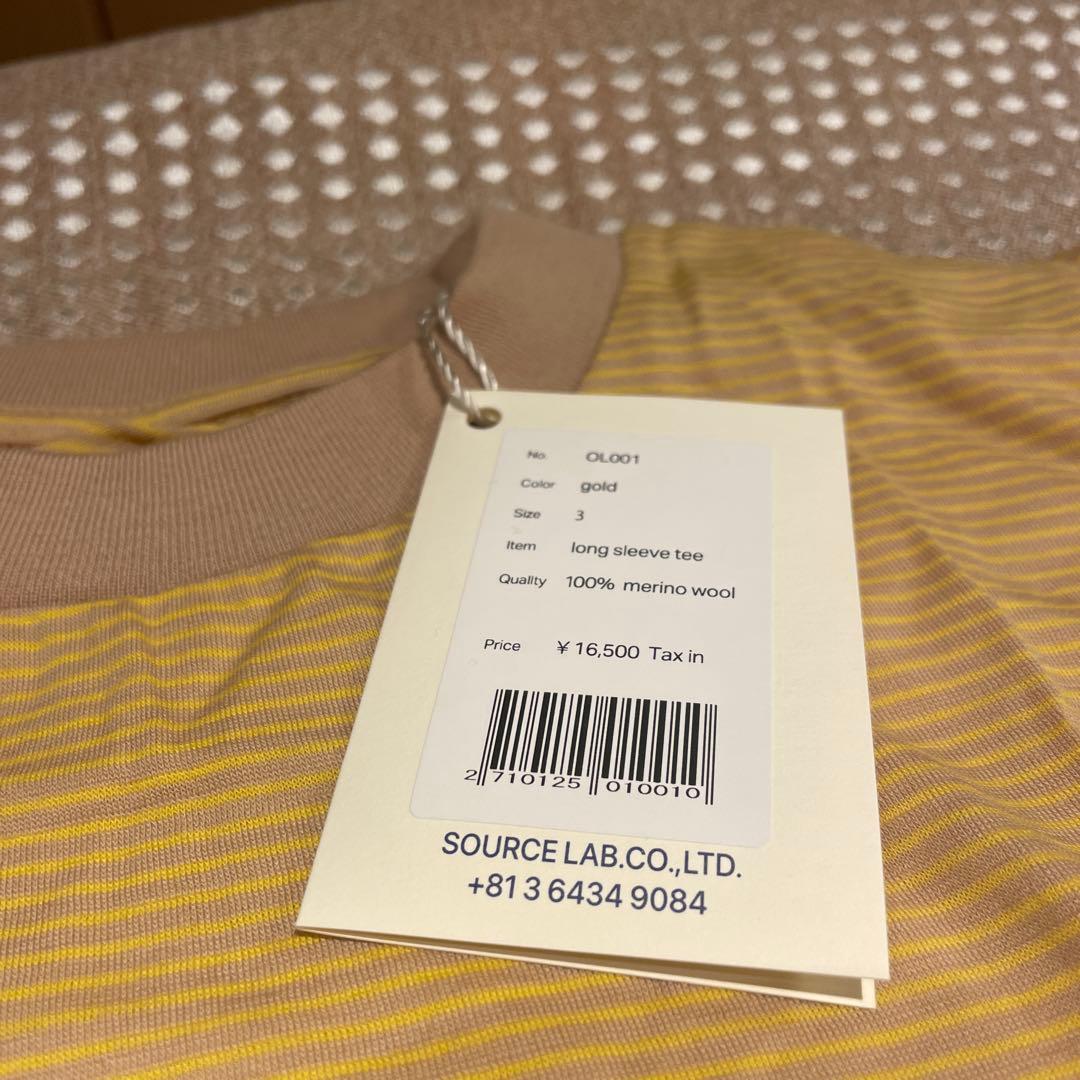 No. OL001
Color gold
Size 3
Item long sleeve tee
Quality 100% merino wool
Price ¥ 16,500 Tax in
2 710125 010010
SOURCE LAB.CO.,LTD.
+81 3 6434 9084